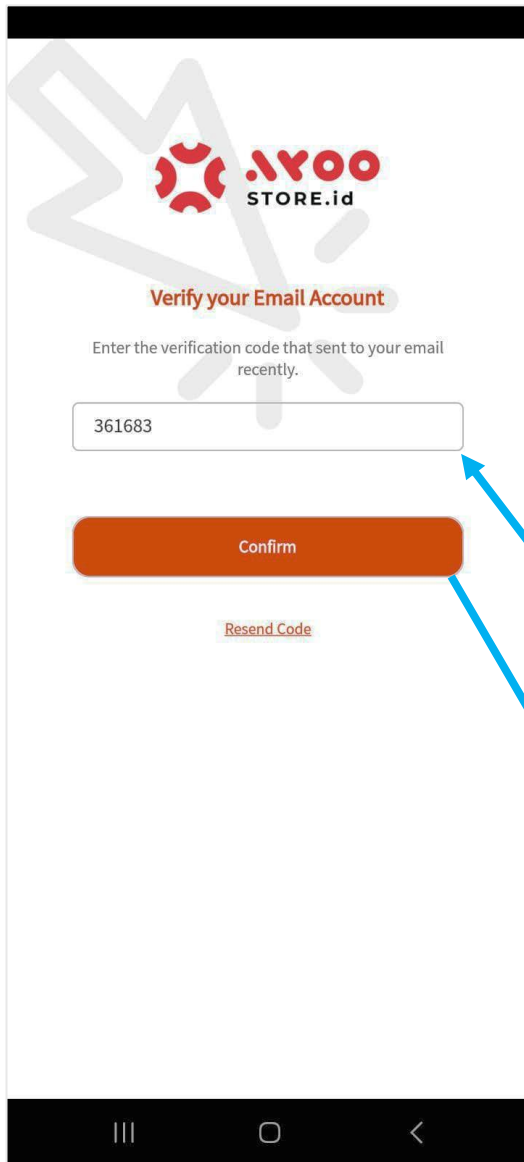 AYOO
STORE.id
Verify your Email Account
Enter the verification code that sent to your email
recently.
361683
Confirm
Resend Code